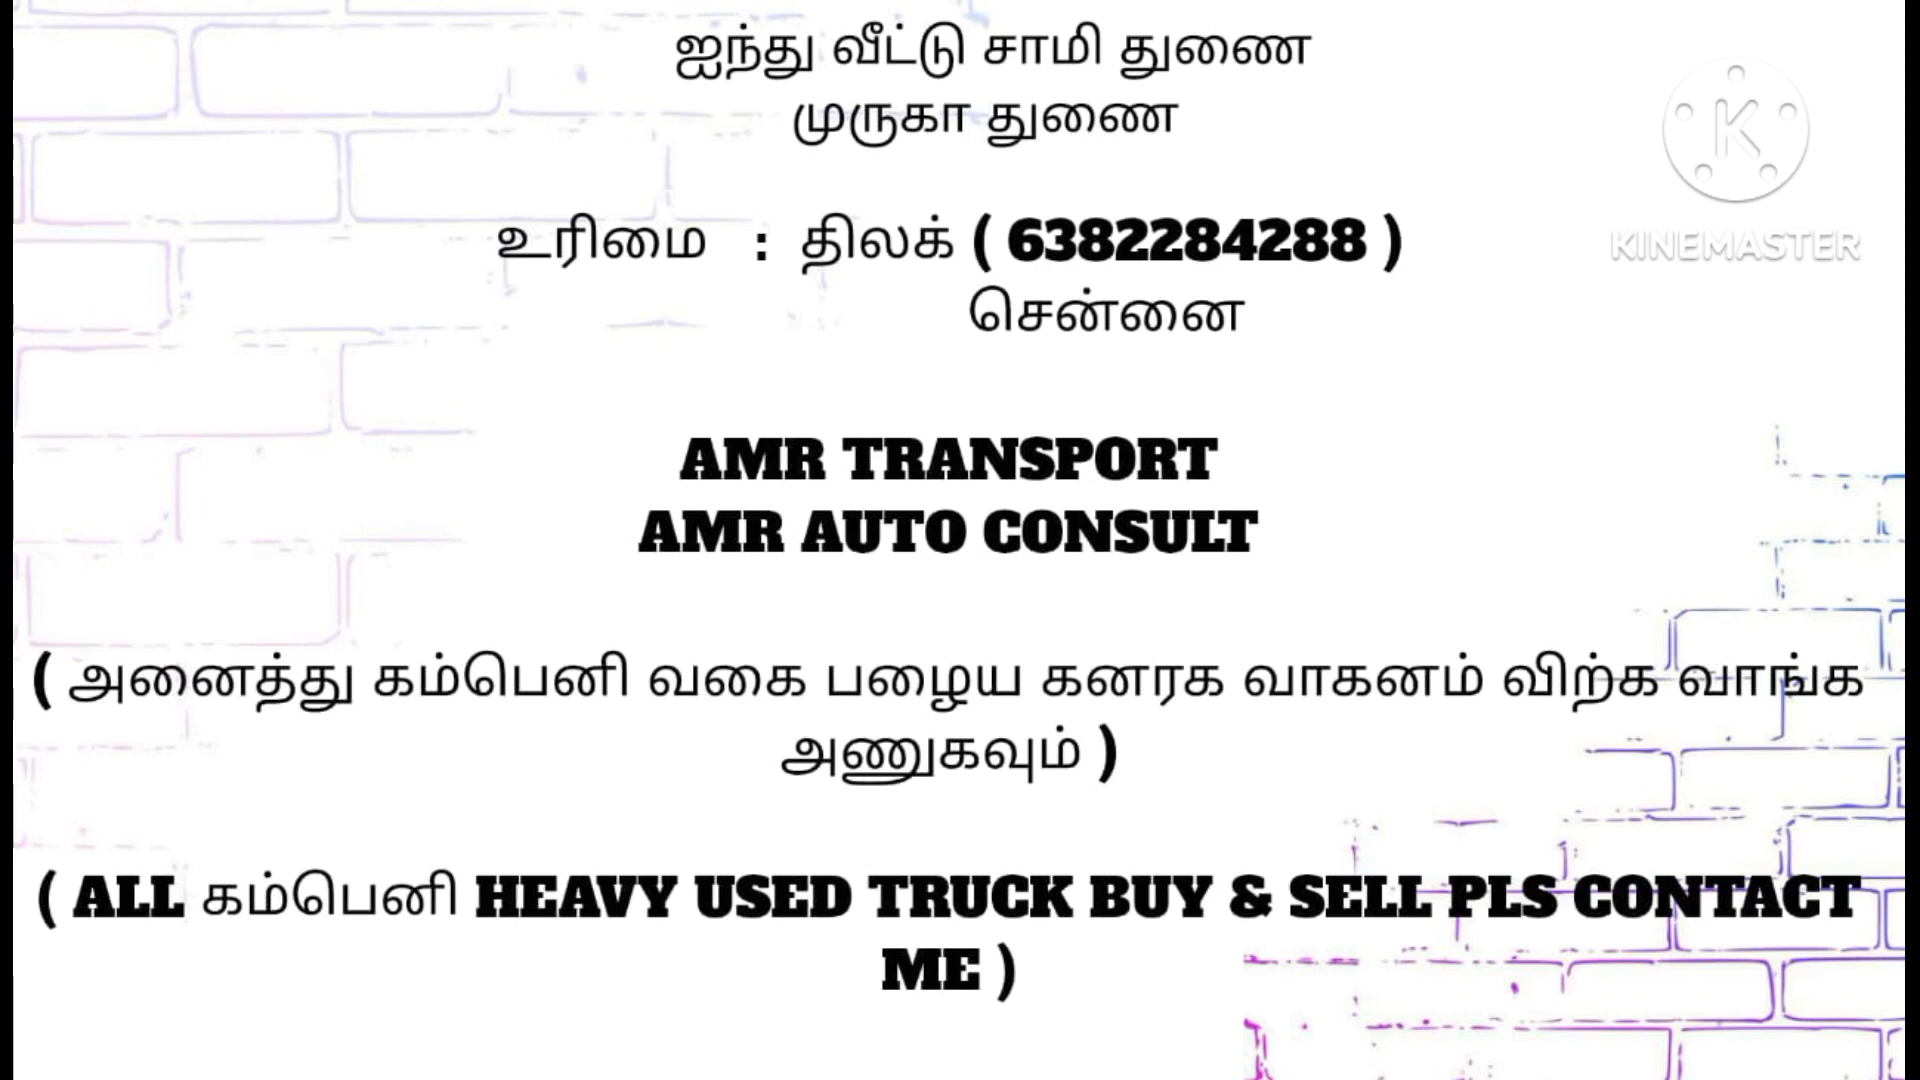 ஐந்து வீட்டு சாமி துணை
முருகா துணை
உரிமை : திலக் ( 6382284288 )
சென்னை
AMR TRANSPORT
AMR AUTO CONSULT
( அனைத்து கம்பெனி வகை பழைய கனரக வாகனம் விற்க வாங்க
அணுகவும் )
( ALL கம்பெனி HEAVY USED TRUCK BUY & SELL PLS CONTACT
ME )
K
KINEMASTER